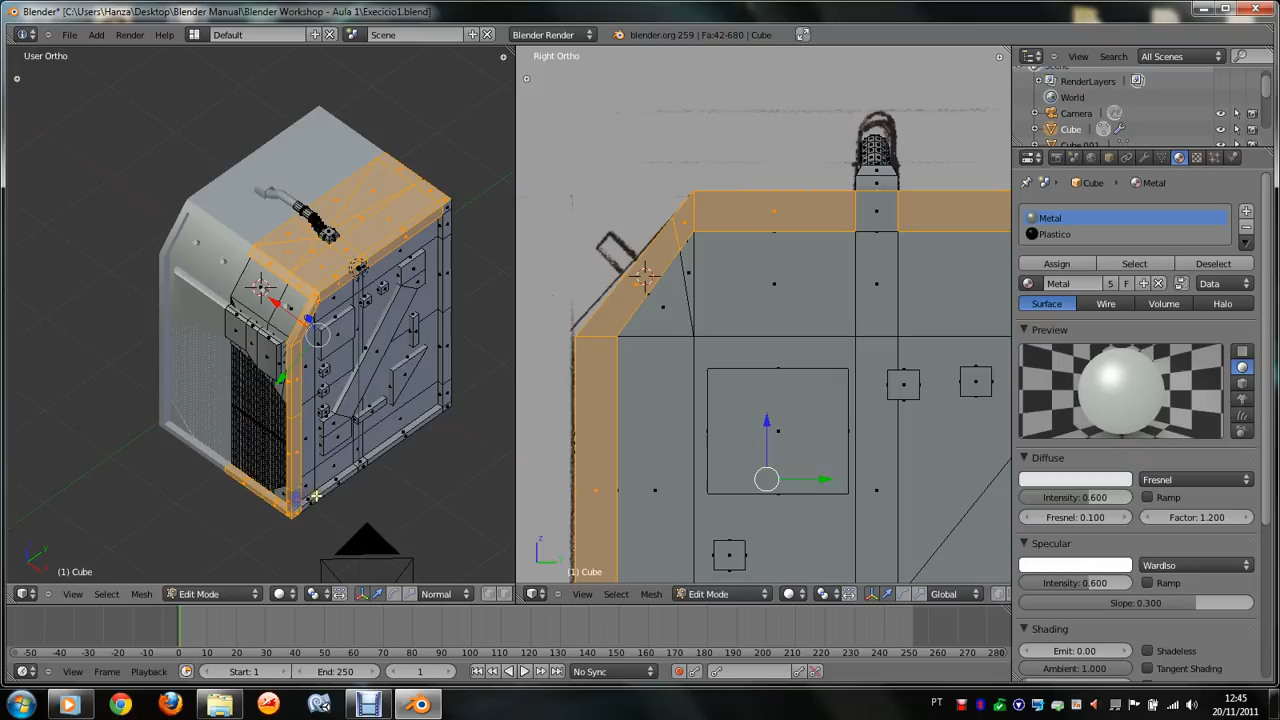 Blender* [C:\Users\Hanza\Desktop\Blender Manual\Blender Workshop - Aula 1\Execicio1.blend]
File Add Render Help Default Scene Blender Render blender.org 259 | Fa:42-680 | Cube
User Ortho
Right Ortho
View Search All Scenes
RenderLayers
World
Camera
Cube
Cube.001
Cube Metal
Metal
Plastico
Assign Select Deselect
Metal 5 F Data
Surface Wire Volume Halo
Preview
Diffuse
Fresnel
Intensity: 0.600 Ramp
Fresnel: 0.100 Factor: 1.200
Specular
WardIso
Intensity: 0.600 Ramp
Slope: 0.300
Shading
Emit: 0.00 Shadeless
Ambient: 1.000 Tangent Shading
z y x
(1) Cube
z y
(1) Cube
View Select Mesh Edit Mode Normal
View Select Mesh Edit Mode Global
-50 -40 -30 -20 -10 0 10 20 30 40 50 60 70 80 90 100 110 120 130 140 150 160 170 180 190 200 210 220 230 240 250 260 270 280
View Frame Playback Start: 1 End: 250 1 No Sync
PT 12:45
20/11/2011